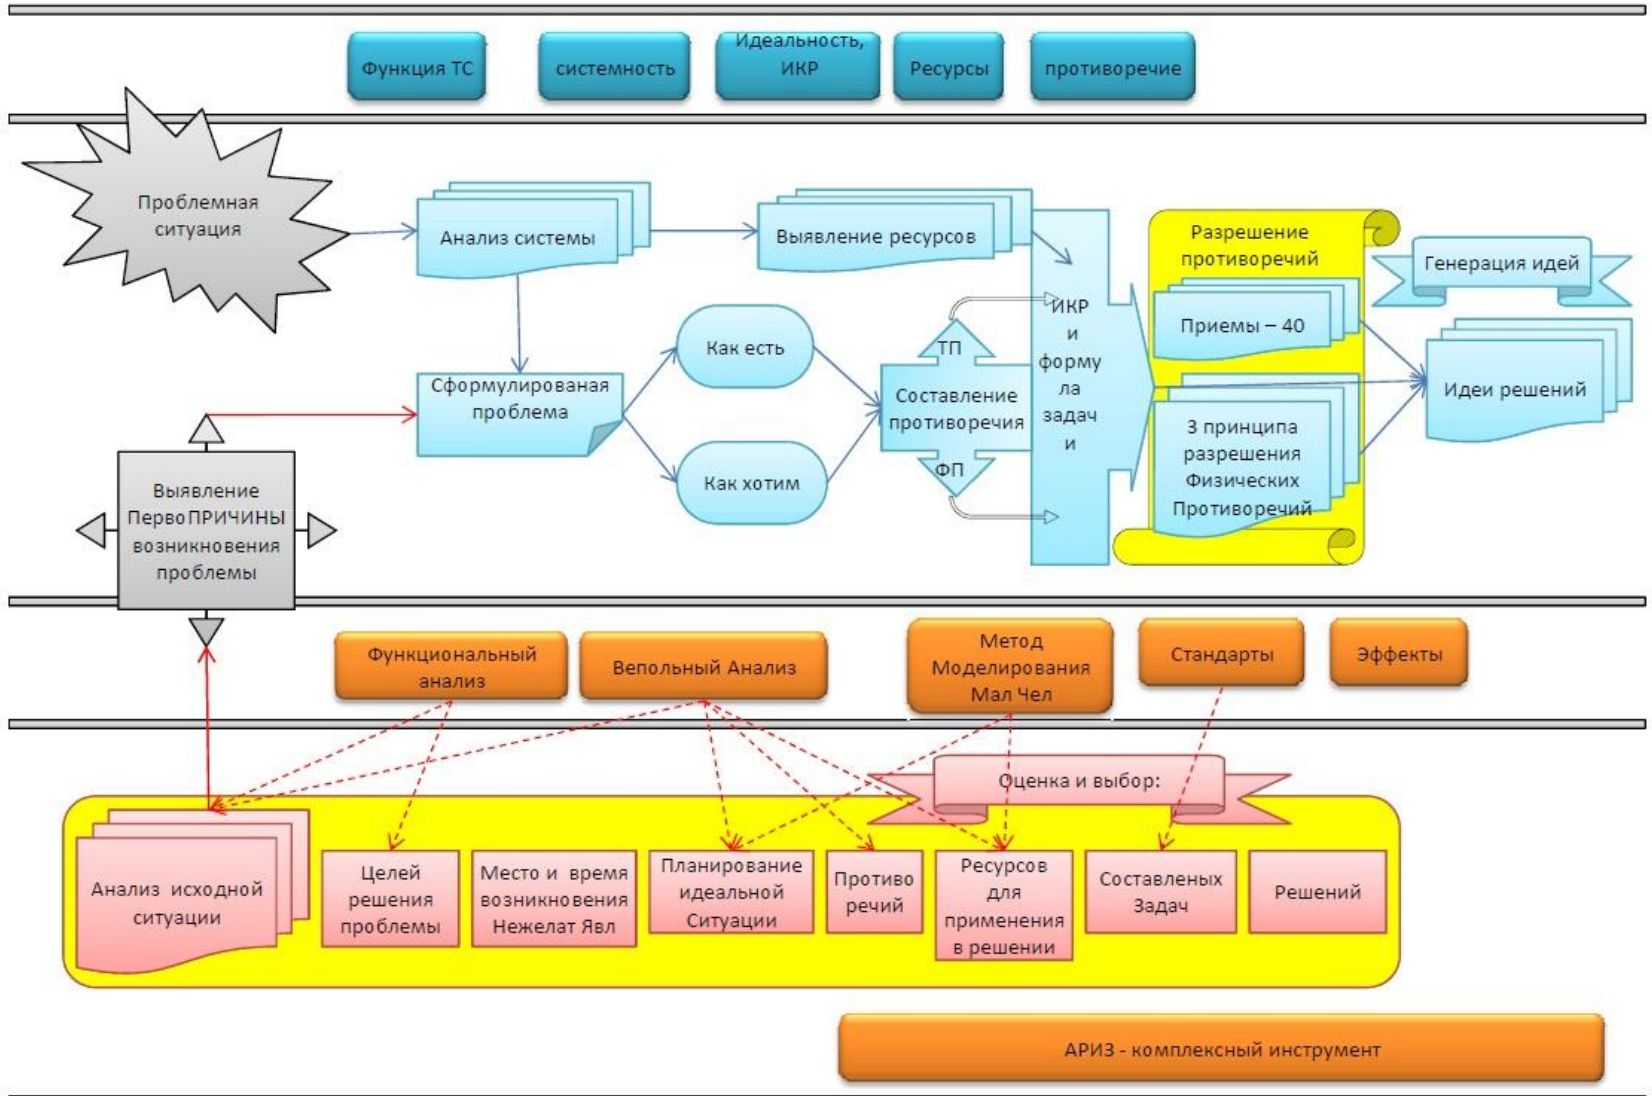 Функция ТС
системность
Идеальность,
ИКР
Ресурсы
противоречие
Проблемная
ситуация
Анализ системы
Выявление ресурсов
Разрешение
противоречий
Генерация идей
Приемы – 40
ИКР
и
форму
ла
задач
и
Как есть
ТП
Сформулированая
проблема
Составление
противоречия
Идеи решений
3 принципа
разрешения
Физических
Противоречий
Как хотим
ФП
Выявление
ПервоПРИЧИНЫ
возникновения
проблемы
Функциональный
анализ
Вепольный Анализ
Метод
Моделирования
Мал Чел
Стандарты
Эффекты
Оценка и выбор:
Анализ исходной
ситуации
Целей
решения
проблемы
Место и время
возникновения
Нежелат Явл
Планирование
идеальной
Ситуации
Противо
речий
Ресурсов
для
применения
в решении
Составленых
Задач
Решений
АРИЗ - комплексный инструмент